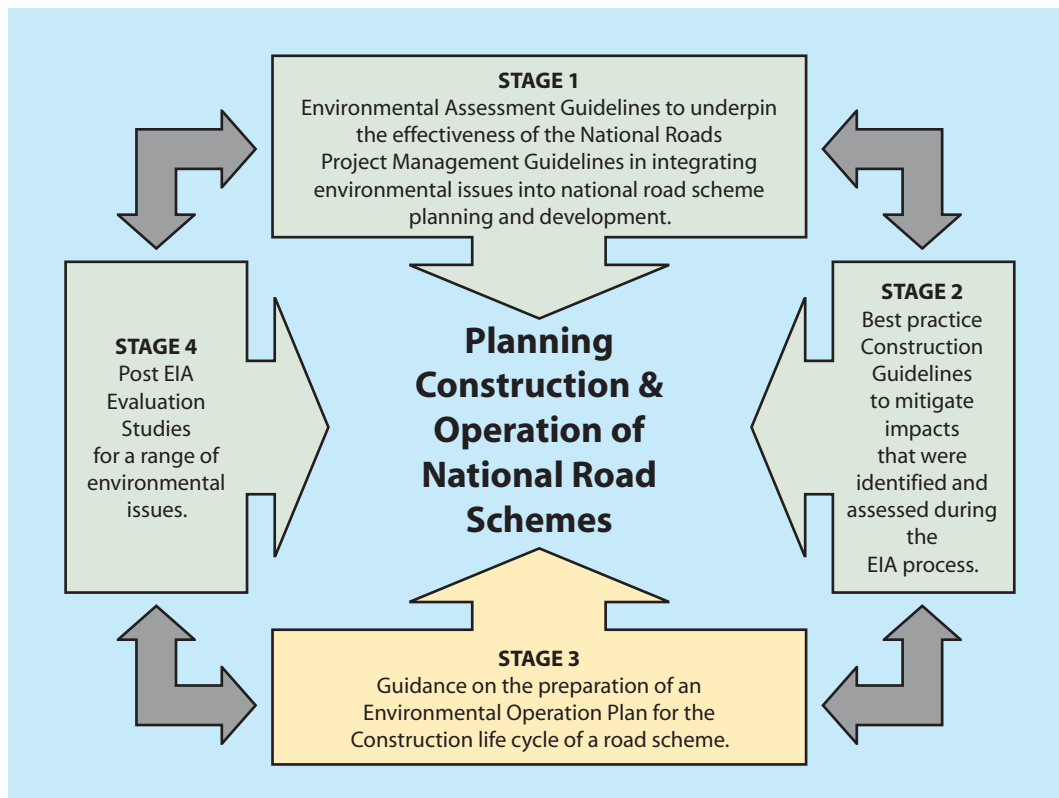 STAGE 1
Environmental Assessment Guidelines to underpin
the effectiveness of the National Roads
Project Management Guidelines in integrating
environmental issues into national road scheme
planning and development.
STAGE 2
Best practice
Construction
Guidelines
to mitigate
impacts
that were
identified and
assessed during
the
EIA process.
STAGE 4
Post EIA
Evaluation
Studies
for a range of
environmental
issues.
Planning
Construction &
Operation of
National Road
Schemes
STAGE 3
Guidance on the preparation of an
Environmental Operation Plan for the
Construction life cycle of a road scheme.